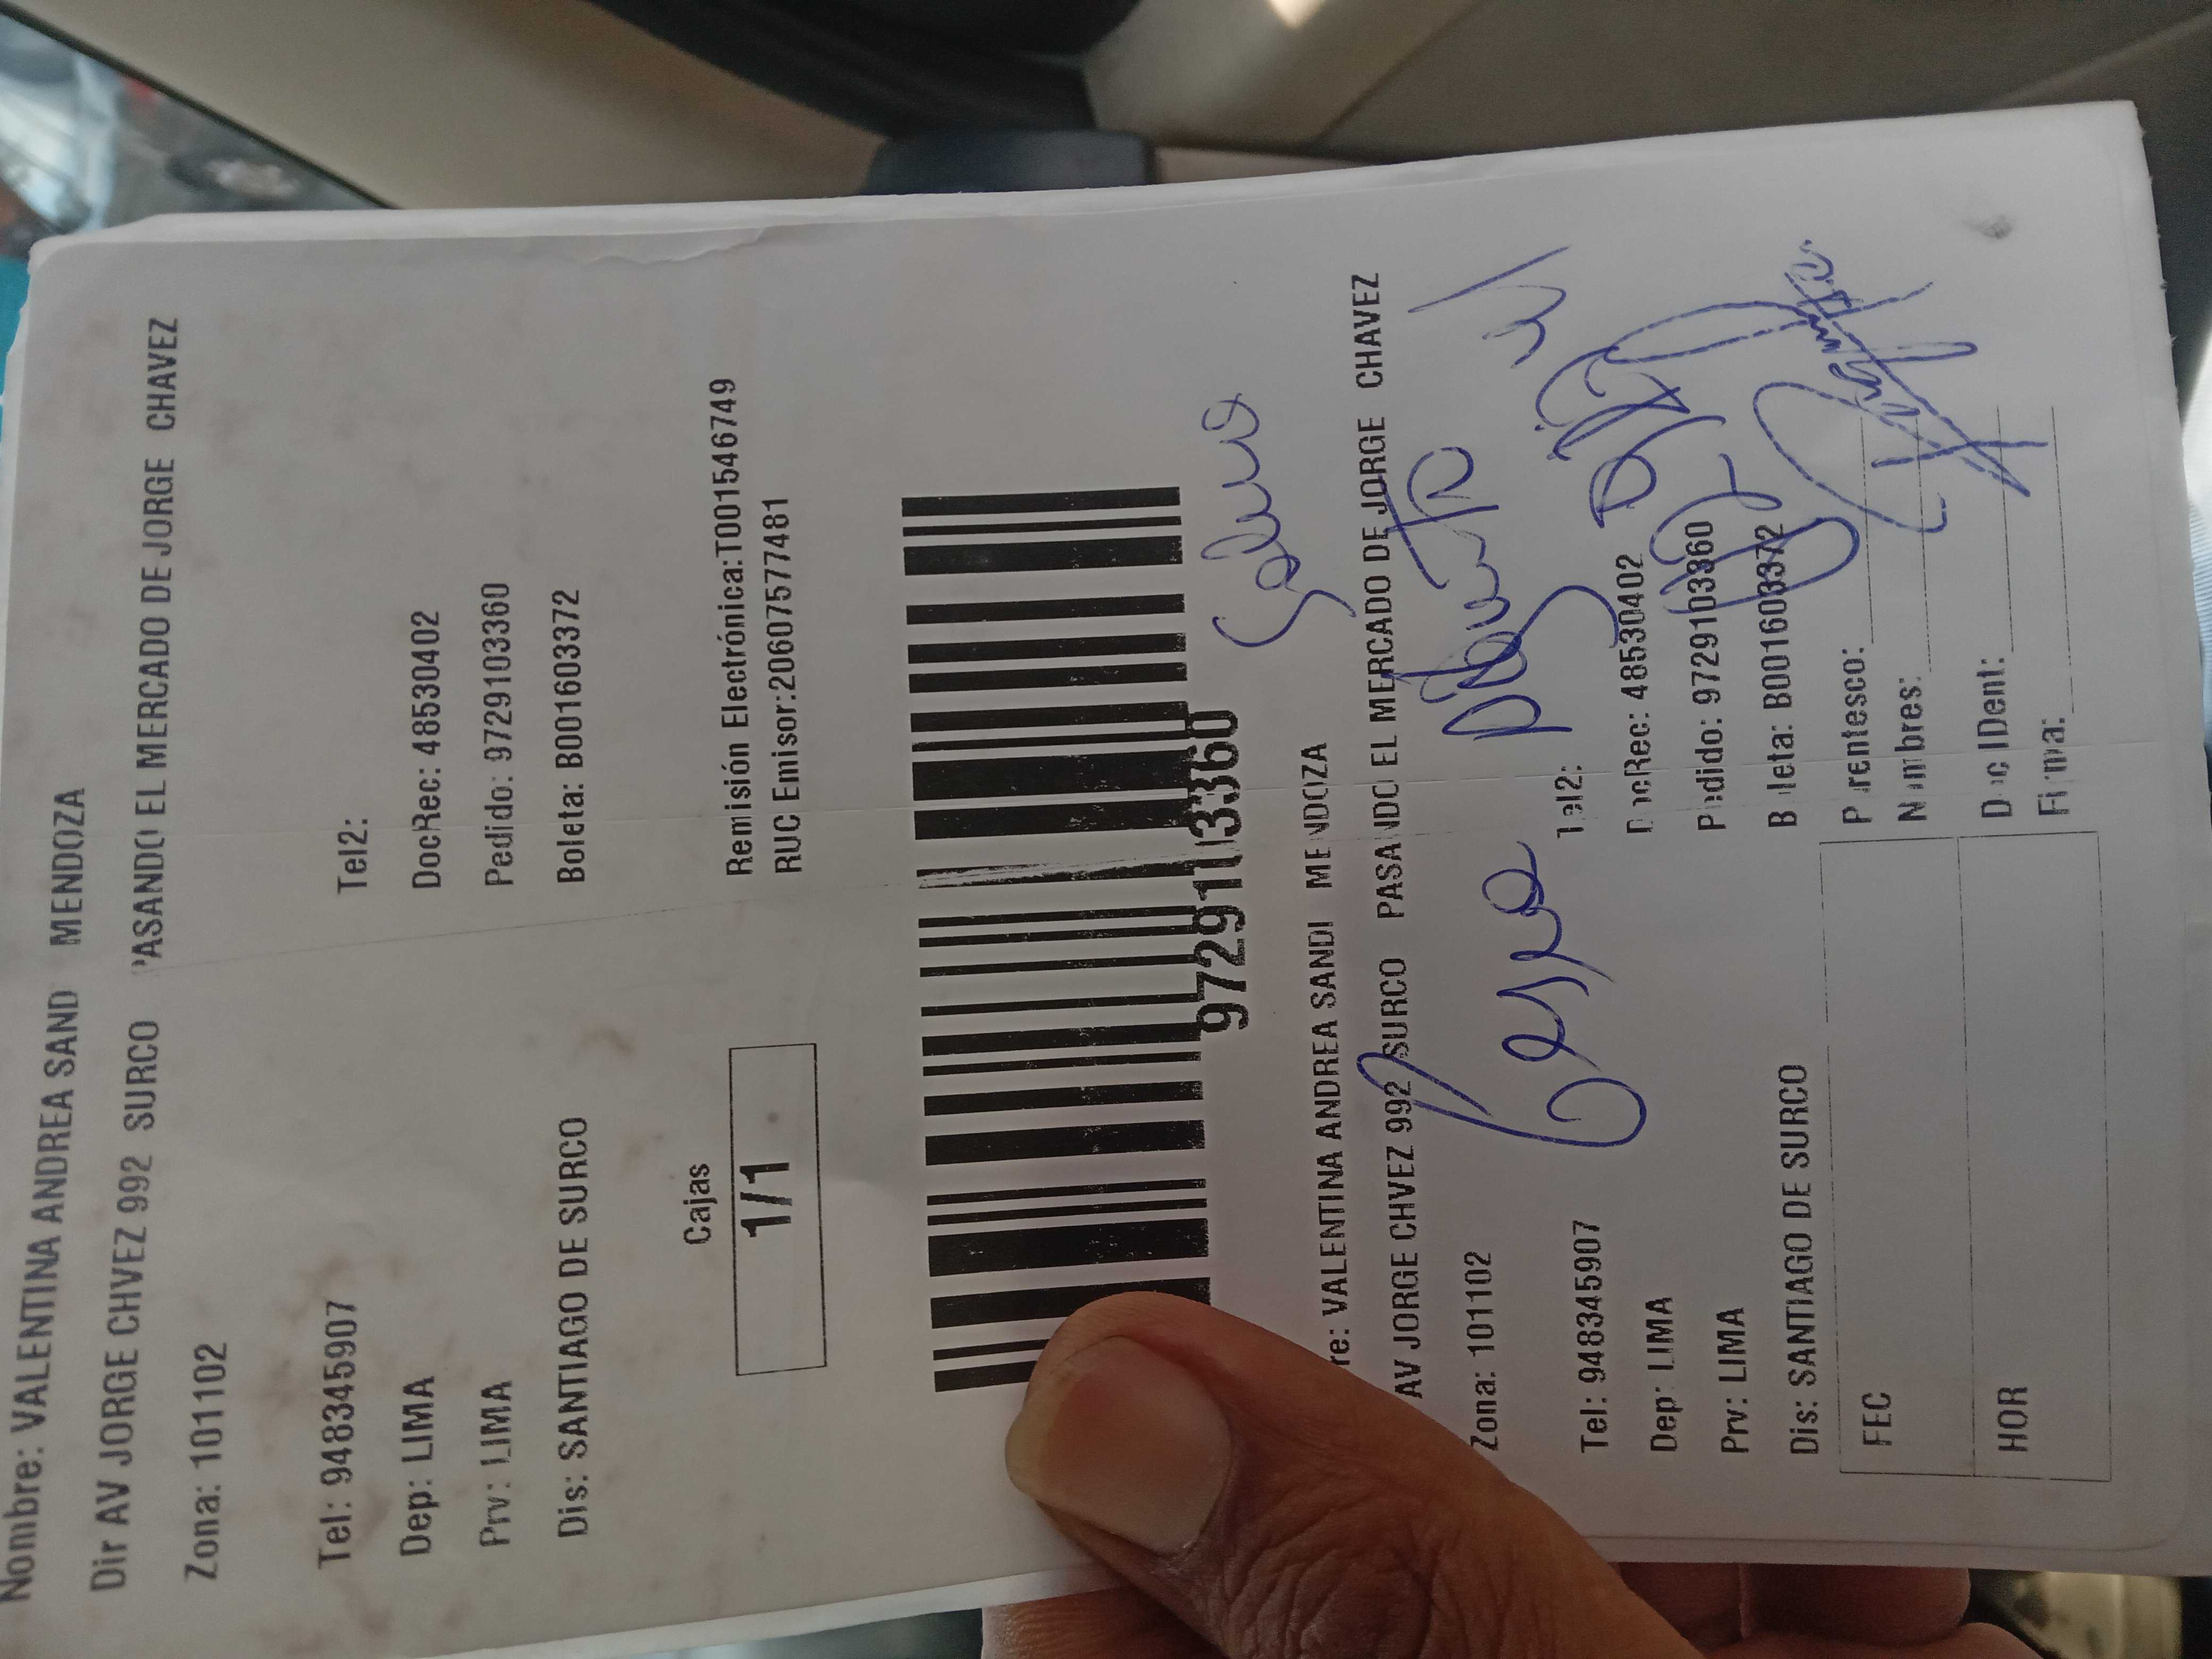 Nombre: VALENTINA ANDREA SAND MENDOZA
Dir AV JORGE CHVEZ 992 SURCO PASANDO EL MERCADO DE JORGE CHAVEZ
Zona: 101102
Tel: 948345907 Tel2:
Dep: LIMA DocRec: 48530402
Prv: LIMA Pedido: 9729103360
Dis: SANTIAGO DE SURCO Boleta: B001603372
Cajas Remisión Electrónica:T001546749
1/1 RUC Emisor:20607577481
9729103360
re: VALENTINA ANDREA SANDI MENDOZA
AV JORGE CHVEZ 992 SURCO PASANDO EL MERCADO DE JORGE CHAVEZ
Zona: 101102
Tel: 948345907 Tel2:
Dep: LIMA DocRec: 48530402
Prv: LIMA Pedido: 9729103360
Dis: SANTIAGO DE SURCO Boleta: B001603372
FEC Parentesco:
Nombres:
HOR Doc IDent:
Firma: